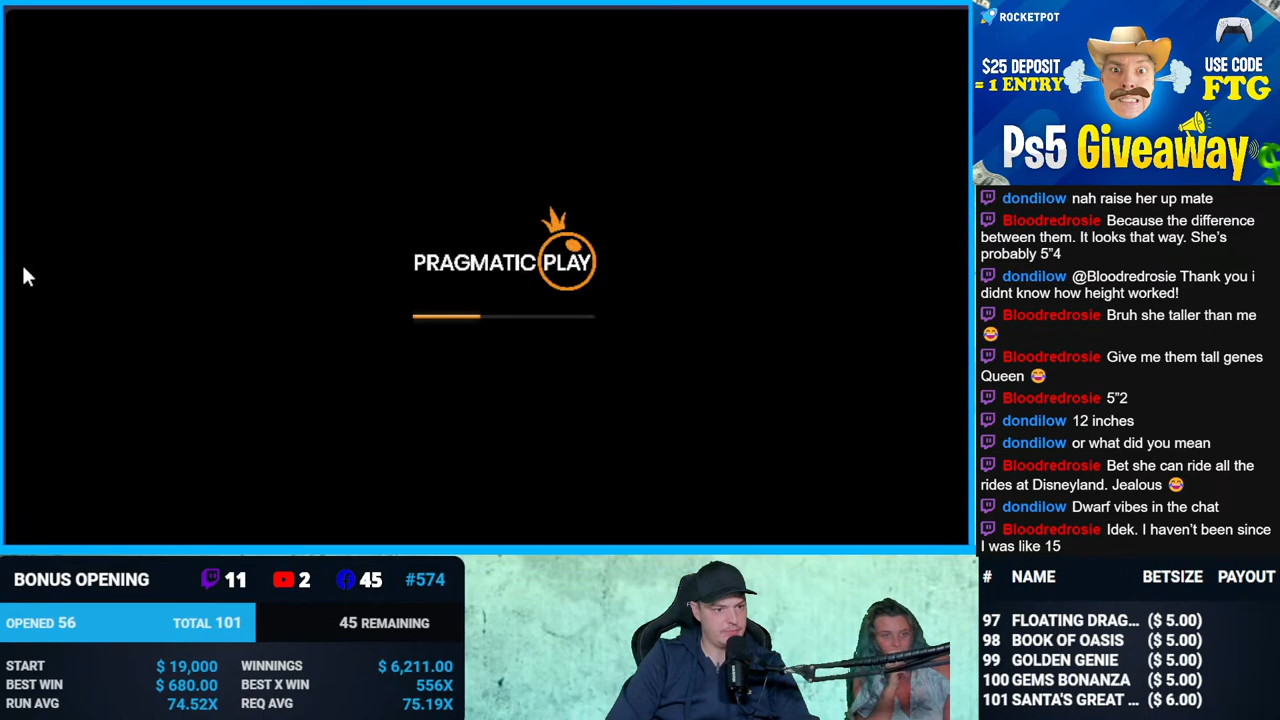 PRAGMATIC PLAY
ROCKETPOT
$25 DEPOSIT
= 1 ENTRY
USE CODE
FTG
Ps5 Giveaway
dondilow nah raise her up mate
Bloodredrosie Because the difference
between them. It looks that way. She's
probably 5"4
dondilow @Bloodredrosie Thank you i
didnt know how height worked!
Bloodredrosie Bruh she taller than me
😂
Bloodredrosie Give me them tall genes
Queen 😂
Bloodredrosie 5"2
dondilow 12 inches
dondilow or what did you mean
Bloodredrosie Bet she can ride all the
rides at Disneyland. Jealous 😂
dondilow Dwarf vibes in the chat
Bloodredrosie Idek. I haven't been since
I was like 15
BONUS OPENING 11 2 45 #574
OPENED 56 TOTAL 101 45 REMAINING
START $ 19,000 WINNINGS $ 6,211.00
BEST WIN $ 680.00 BEST X WIN 556X
RUN AVG 74.52X REQ AVG 75.19X
# NAME BETSIZE PAYOUT
97 FLOATING DRAG... ($ 5.00)
98 BOOK OF OASIS ($ 5.00)
99 GOLDEN GENIE ($ 5.00)
100 GEMS BONANZA ($ 5.00)
101 SANTA'S GREAT ... ($ 6.00)